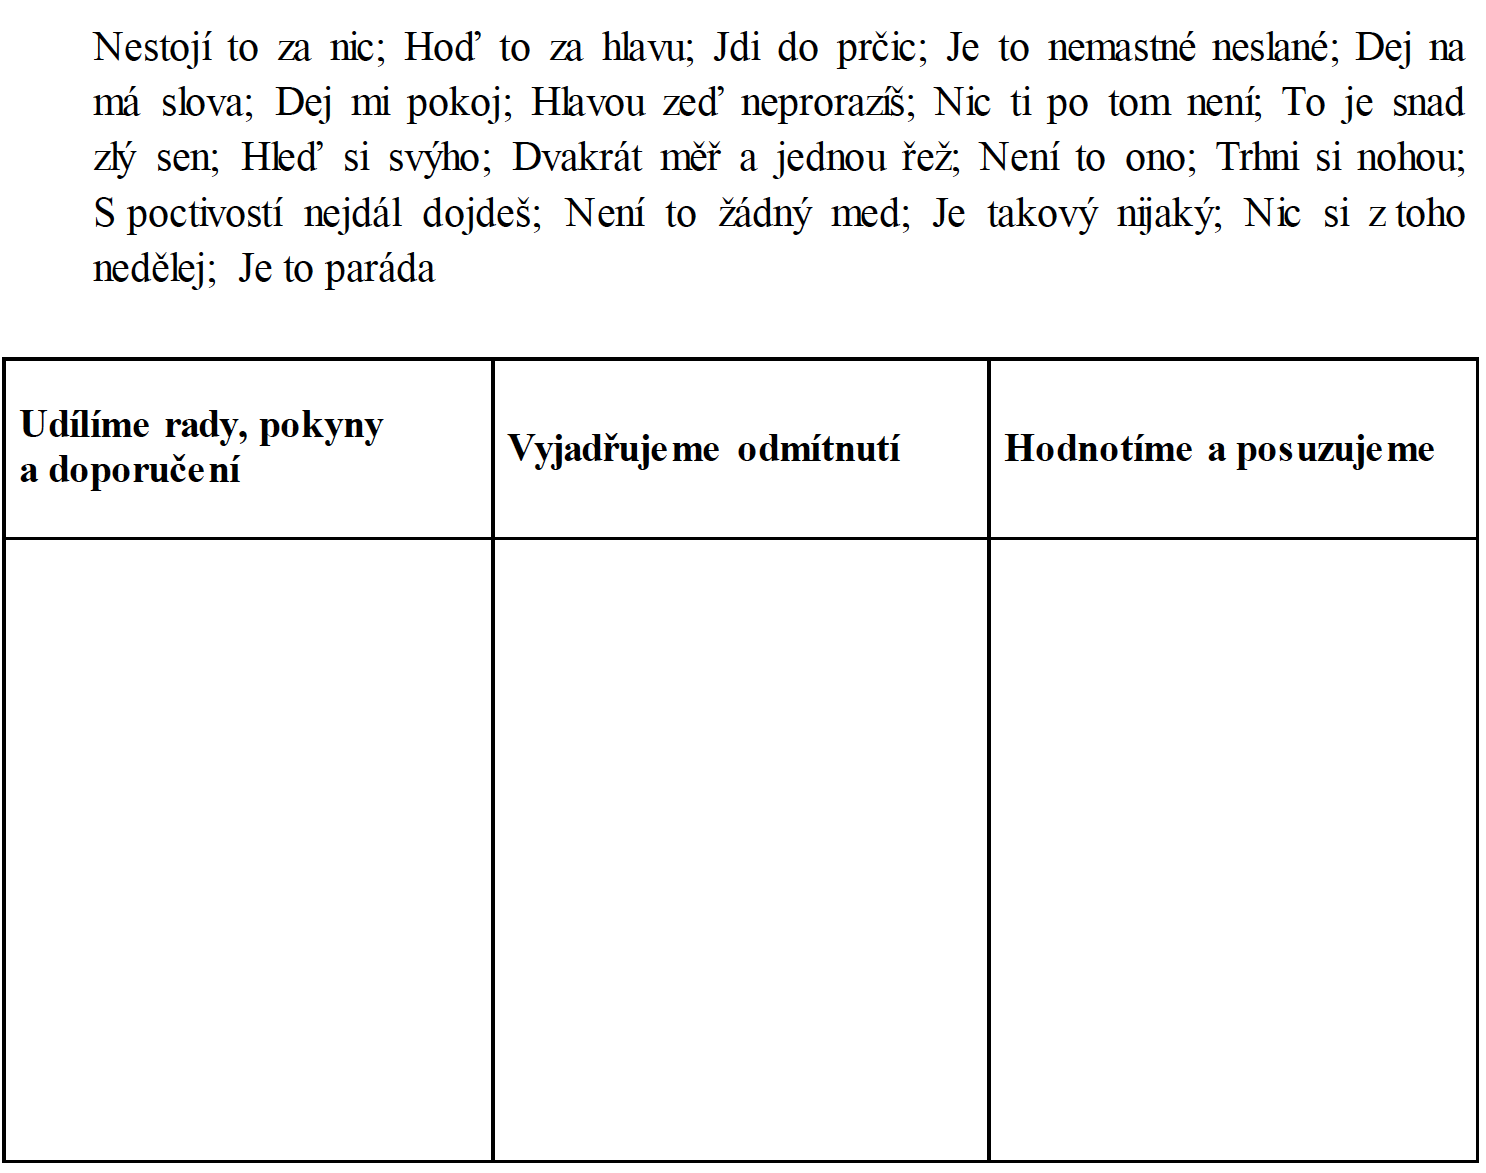 Nestojí to za nic; Hoď to za hlavu; Jdi do prčic; Je to nemastné neslané; Dej na
má slova; Dej mi pokoj; Hlavou zeď neprorazíš; Nic ti po tom není; To je snad
zlý sen; Hleď si svýho; Dvakrát měř a jednou řež; Není to ono; Trhni si nohou;
S poctivostí nejdál dojdeš; Není to žádný med; Je takový nijaký; Nic si z toho
nedělej; Je to paráda
Udílíme rady, pokyny
a doporučení
Vyjadřujeme odmítnutí
Hodnotíme a posuzujeme